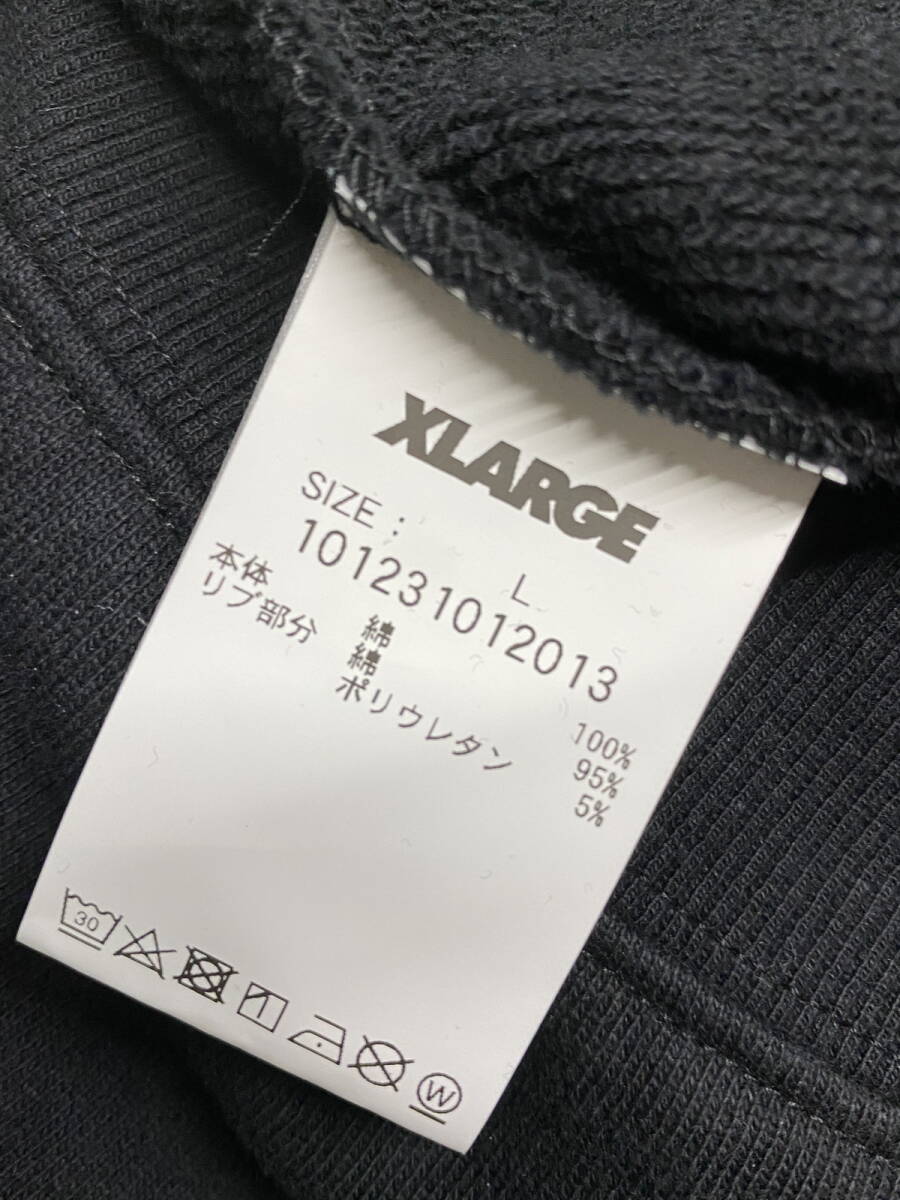 XLARGE
SIZE : L
101231012013
本体 綿 100%
リブ部分 綿 95%
ポリウレタン 5%
30
W